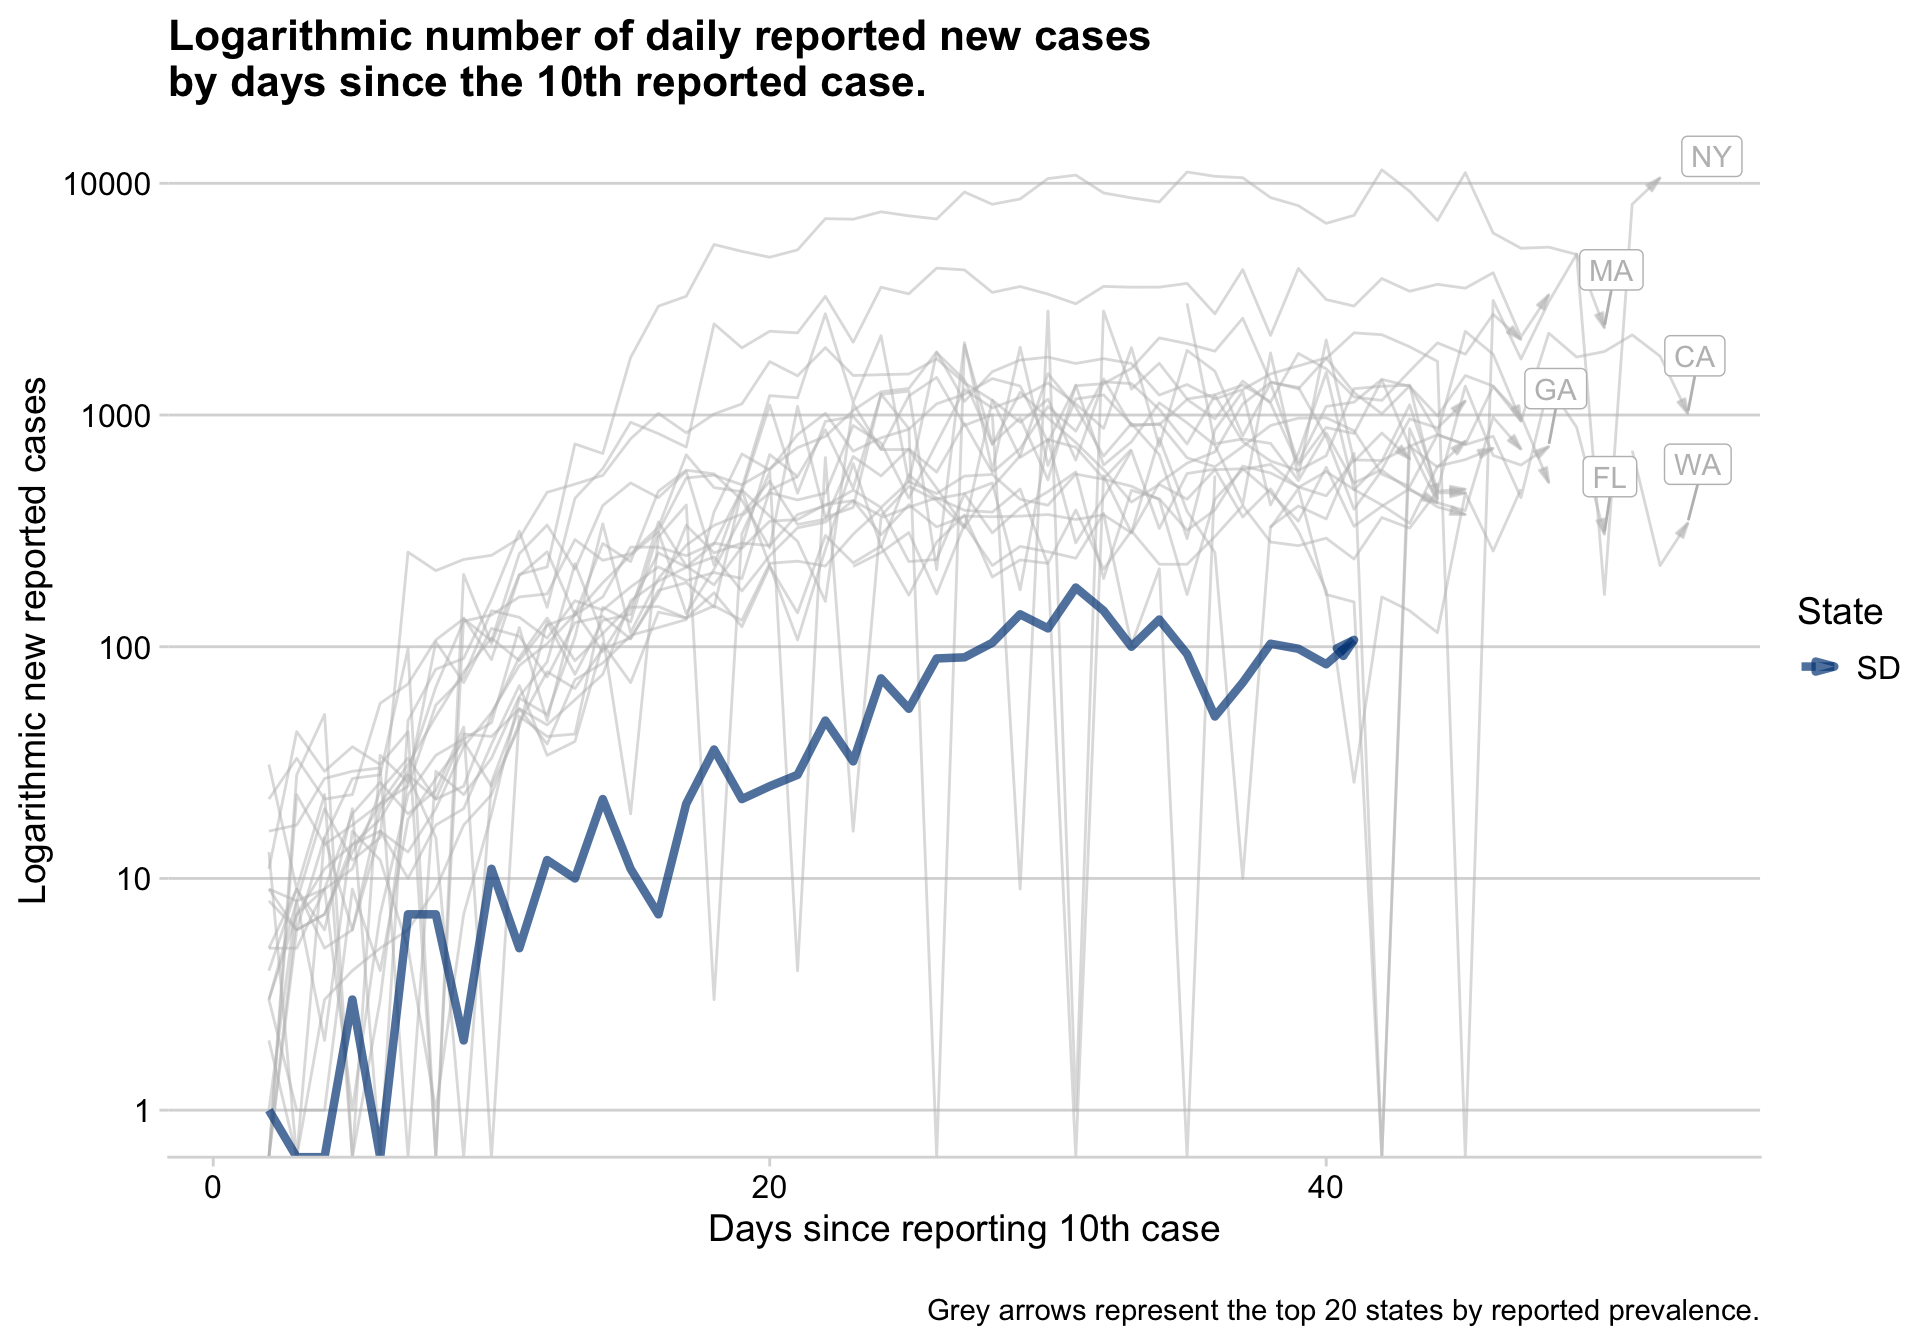 Logarithmic number of daily reported new cases
by days since the 10th reported case.
NY
10000
MA
CA
GA
1000
WA
FL
Logarithmic new reported cases
State
100
SD
10
1
0
20
40
Days since reporting 10th case
Grey arrows represent the top 20 states by reported prevalence.